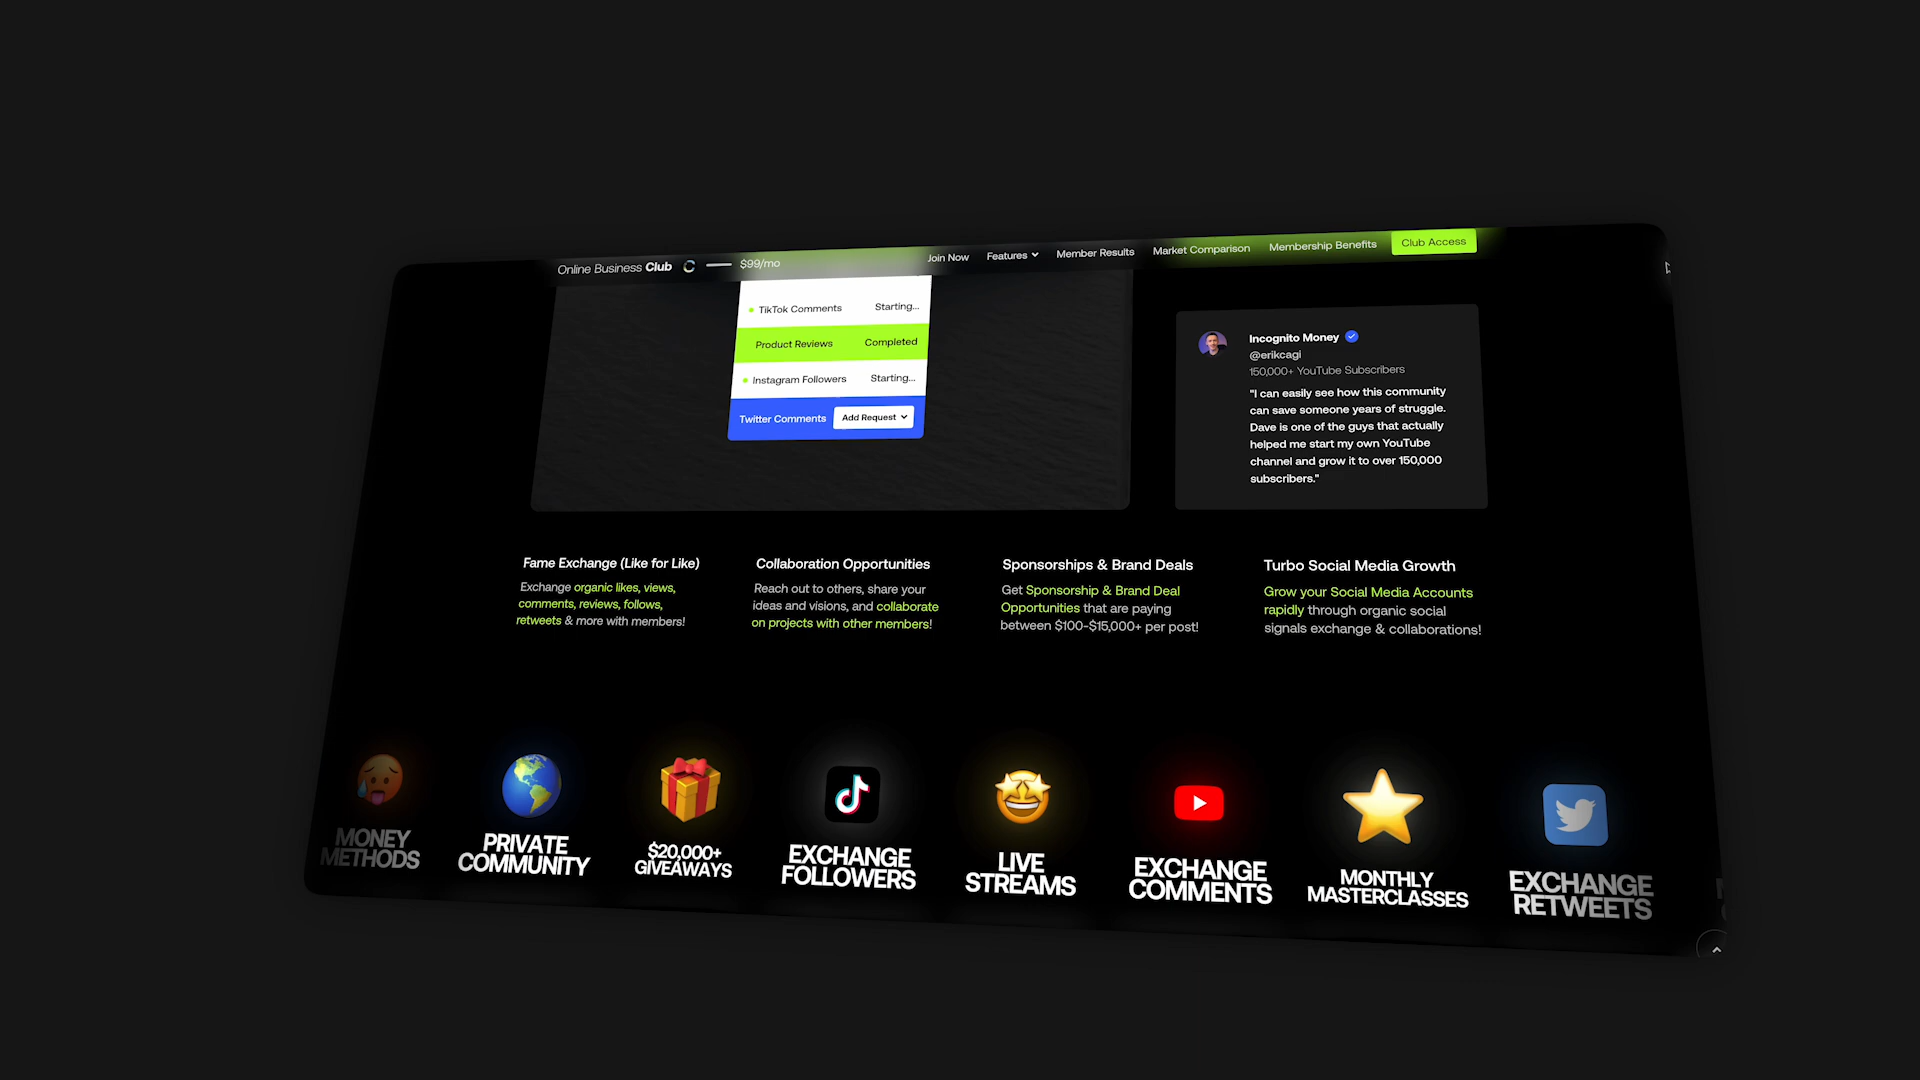 Online Business Club
$99/mo
Join Now
Features
Member Results
Market Comparison
Membership Benefits
Club Access
TikTok Comments
Starting...
Product Reviews
Completed
Instagram Followers
Starting...
Twitter Comments
Add Request
Incognito Money
@erikcagi
150,000+ YouTube Subscribers
"I can easily see how this community
can save someone years of struggle.
Dave is one of the guys that actually
helped me start my own YouTube
channel and grow it to over 150,000
subscribers."
Fame Exchange (Like for Like)
Exchange organic likes, views,
comments, reviews, follows,
retweets & more with members!
Collaboration Opportunities
Reach out to others, share your
ideas and visions, and collaborate
on projects with other members!
Sponsorships & Brand Deals
Get Sponsorship & Brand Deal
Opportunities that are paying
between $100-$15,000+ per post!
Turbo Social Media Growth
Grow your Social Media Accounts
rapidly through organic social
signals exchange & collaborations!
MONEY
METHODS
PRIVATE
COMMUNITY
$20,000+
GIVEAWAYS
EXCHANGE
FOLLOWERS
LIVE
STREAMS
EXCHANGE
COMMENTS
MONTHLY
MASTERCLASSES
EXCHANGE
RETWEETS